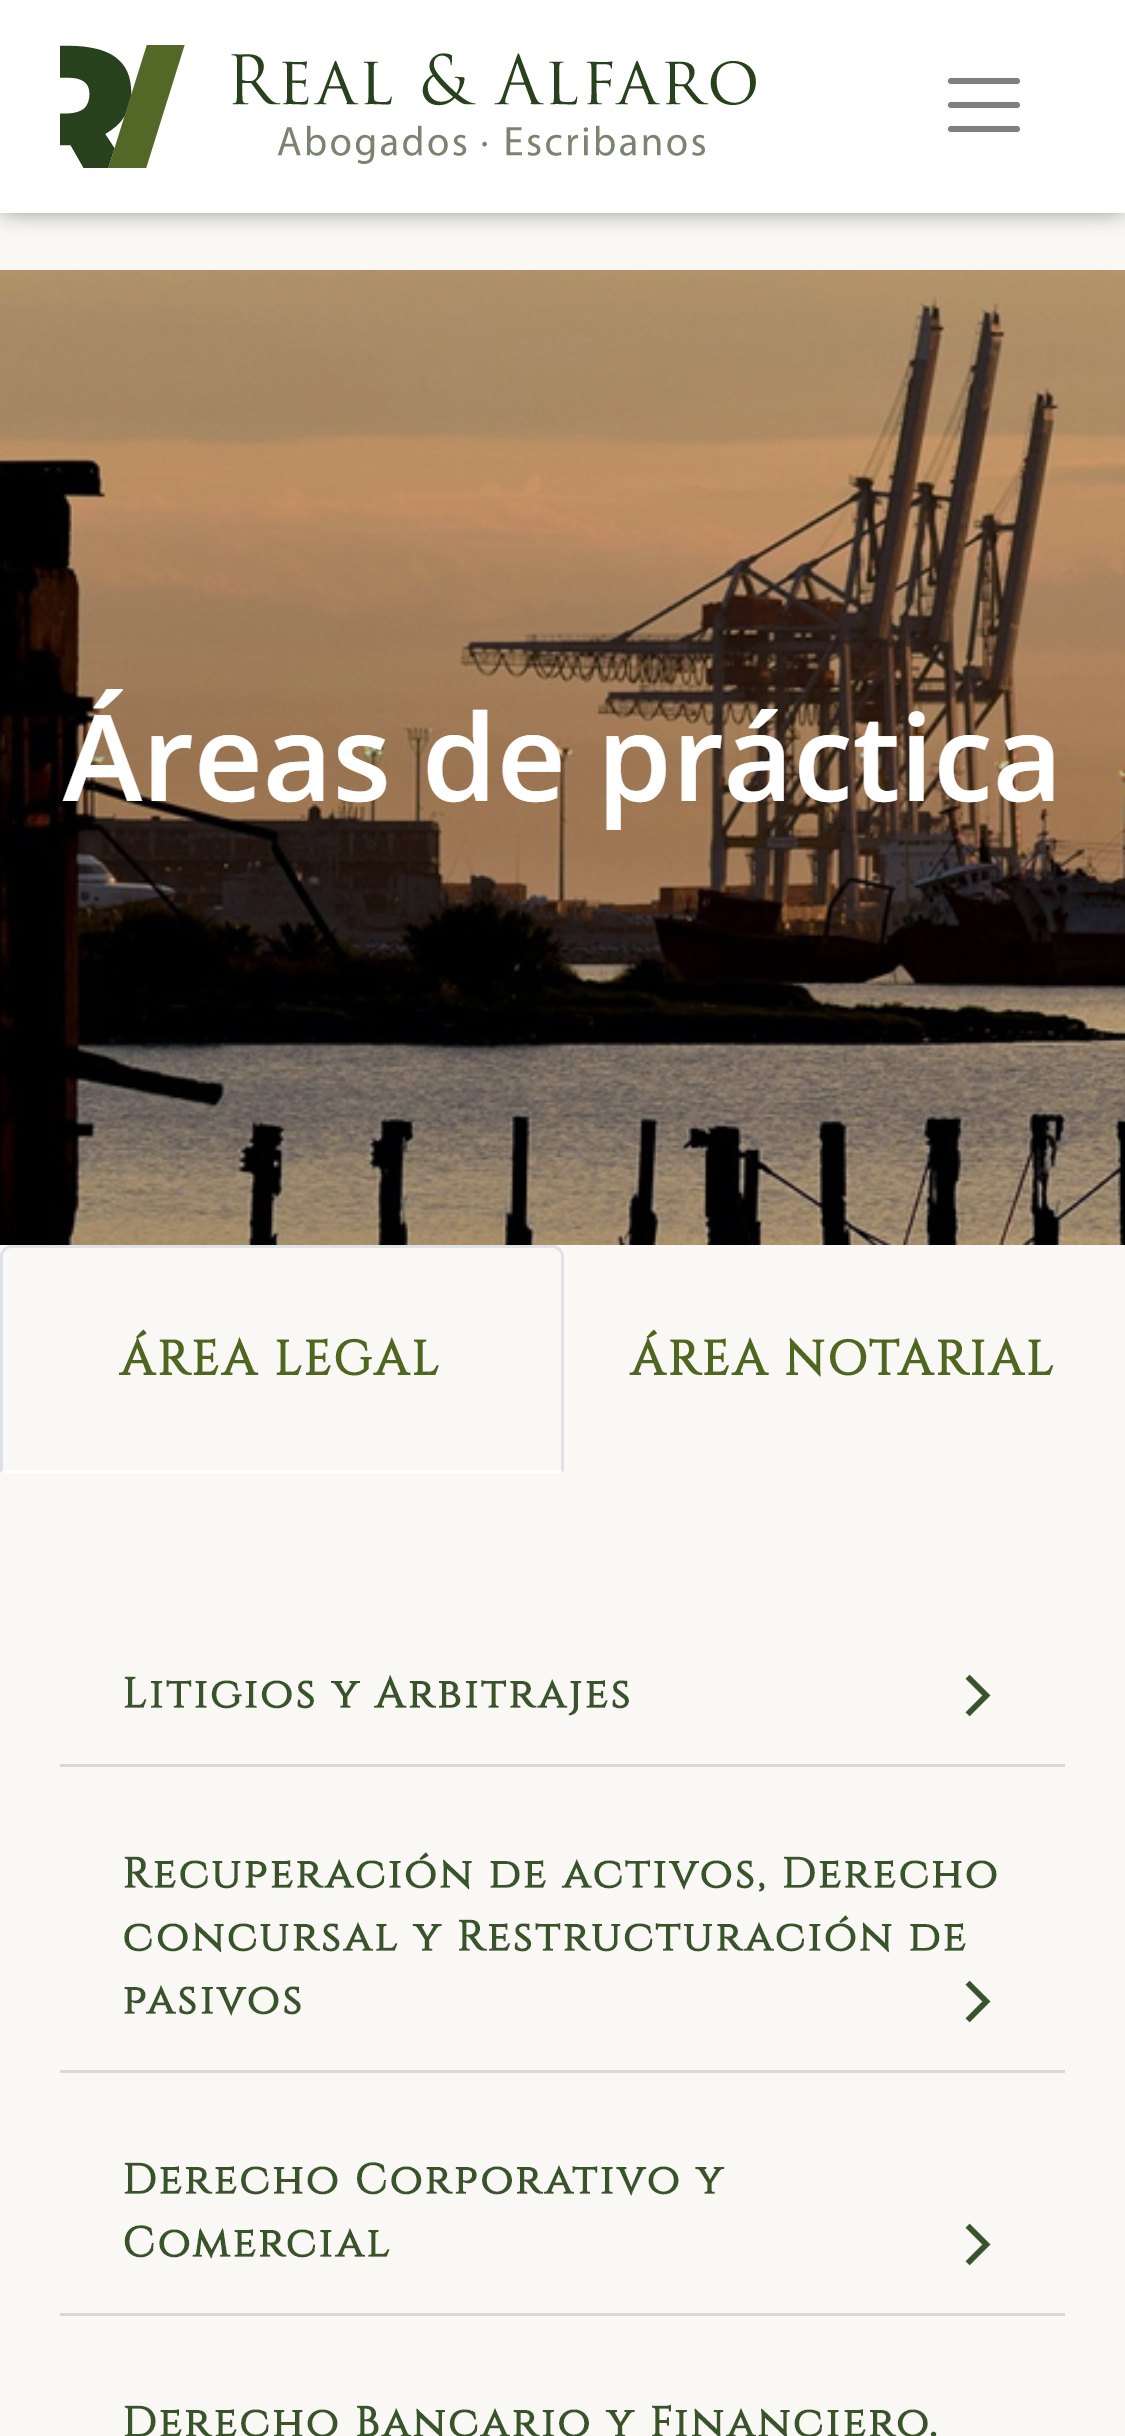 Real & Alfaro
Abogados · Escribanos
Áreas de práctica
ÁREA LEGAL
ÁREA NOTARIAL
Litigios y Arbitrajes
Recuperación de activos, Derecho
concursal y Restructuración de
pasivos
Derecho Corporativo y
Comercial
Derecho Bancario y Financiero.